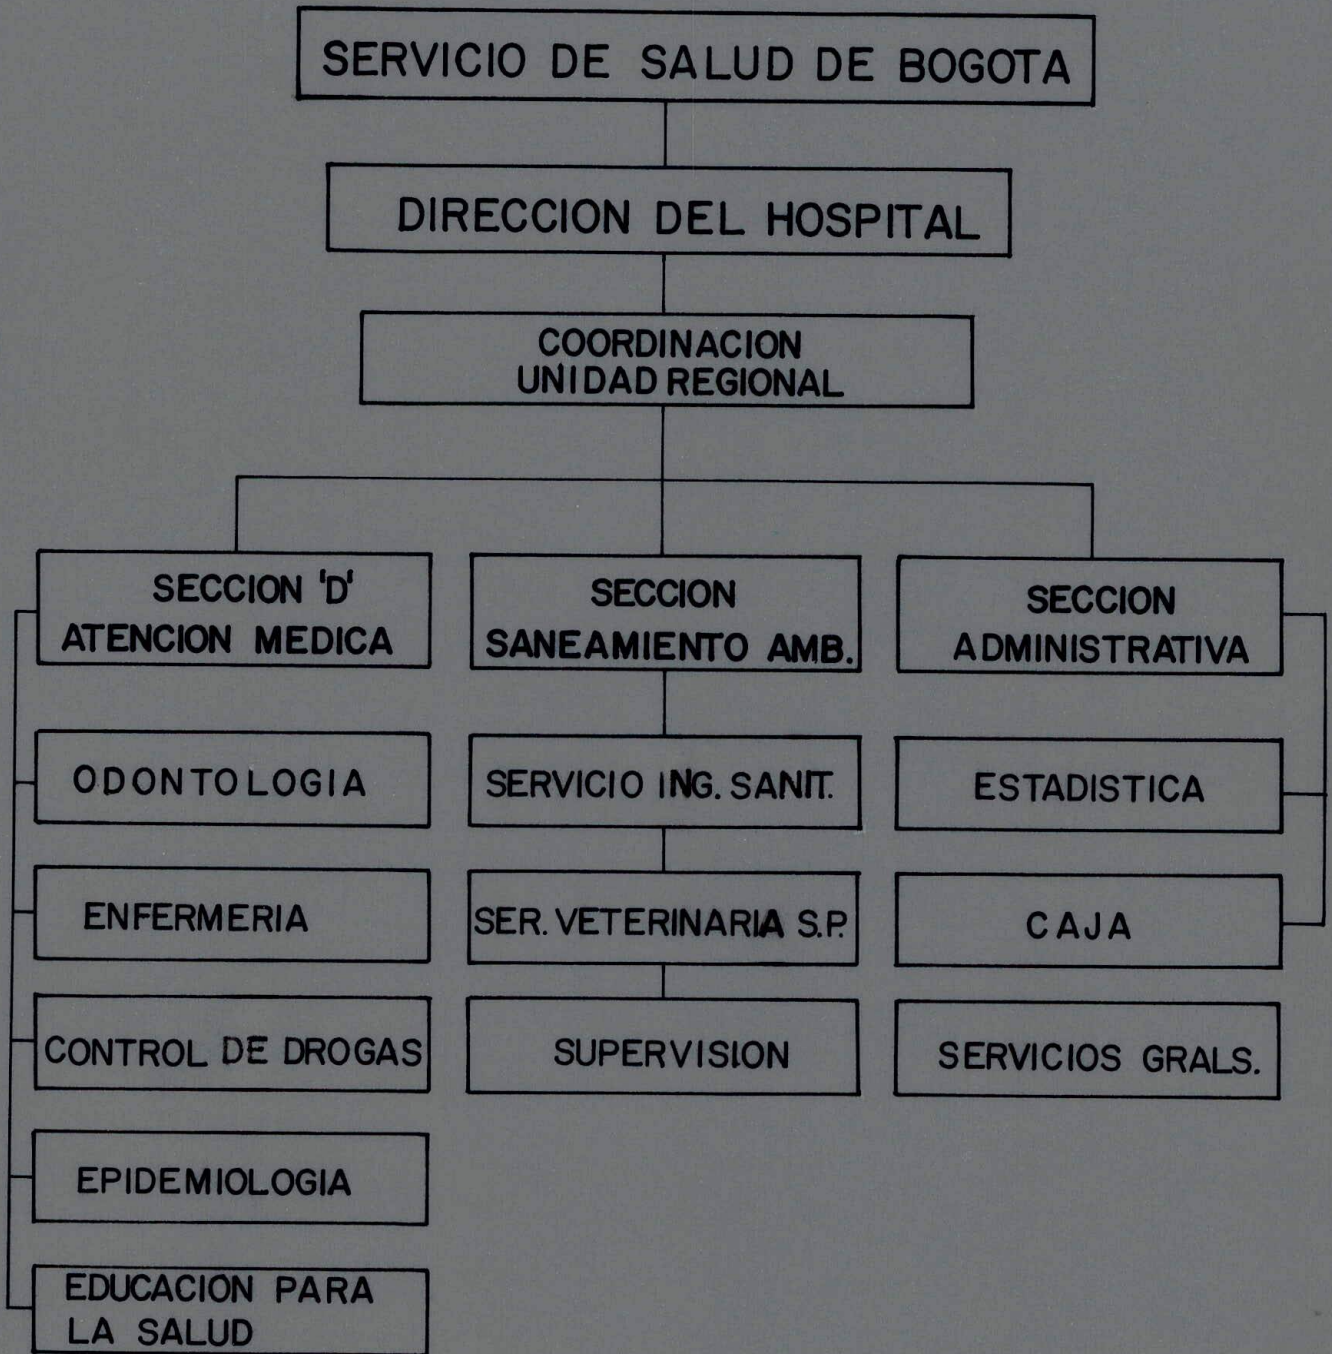 SERVICIO DE SALUD DE BOGOTA
DIRECCION DEL HOSPITAL
COORDINACION
UNIDAD REGIONAL
SECCION 'D'
ATENCION MEDICA
ODONTOLOGIA
ENFERMERIA
CONTROL DE DROGAS
EPIDEMIOLOGIA
EDUCACION PARA
LA SALUD
SECCION
SANEAMIENTO AMB.
SERVICIO ING. SANIT.
SER. VETERINARIA S.P.
SUPERVISION
SECCION
ADMINISTRATIVA
ESTADISTICA
CAJA
SERVICIOS GRALS.